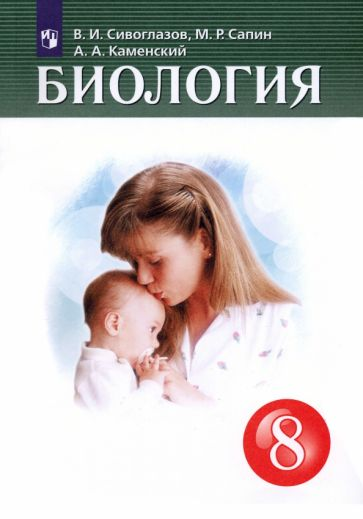 В. И. Сивоглазов, М. Р. Сапин
А. А. Каменский
БИОЛОГИЯ
8